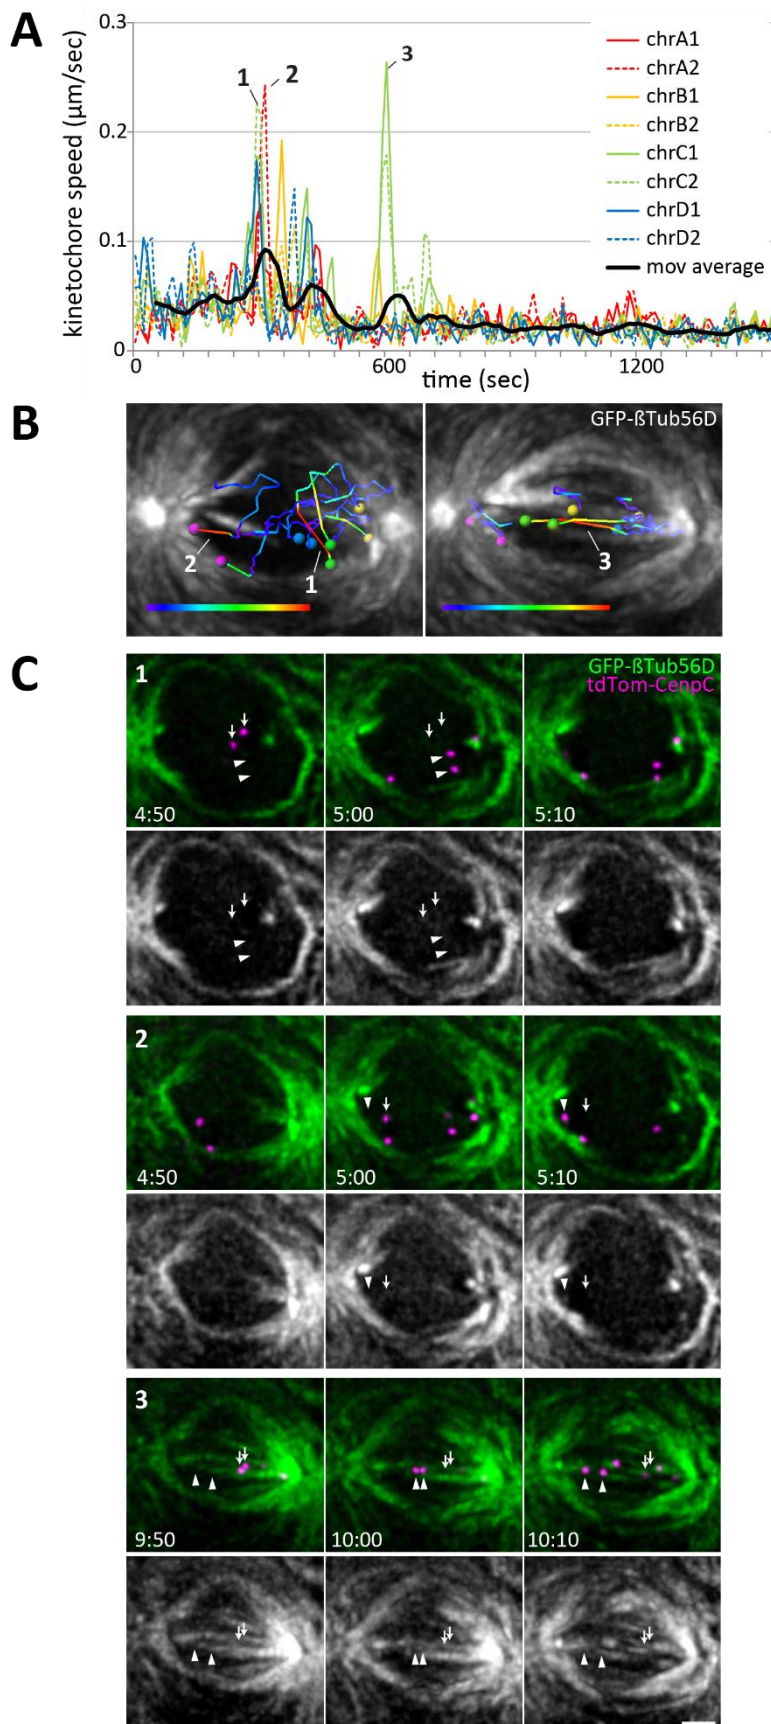 A
0.3
0.2
0.1
0
kinetochore speed (µm/sec)
1
2
3
chrA1
chrA2
chrB1
chrB2
chrC1
chrC2
chrD1
chrD2
mov average
0
600
1200
time (sec)
B
GFP-ßTub56D
2
1
3
C
1
GFP-ßTub56D
tdTom-CenpC
4:50
5:00
5:10
2
4:50
5:00
5:10
3
9:50
10:00
10:10